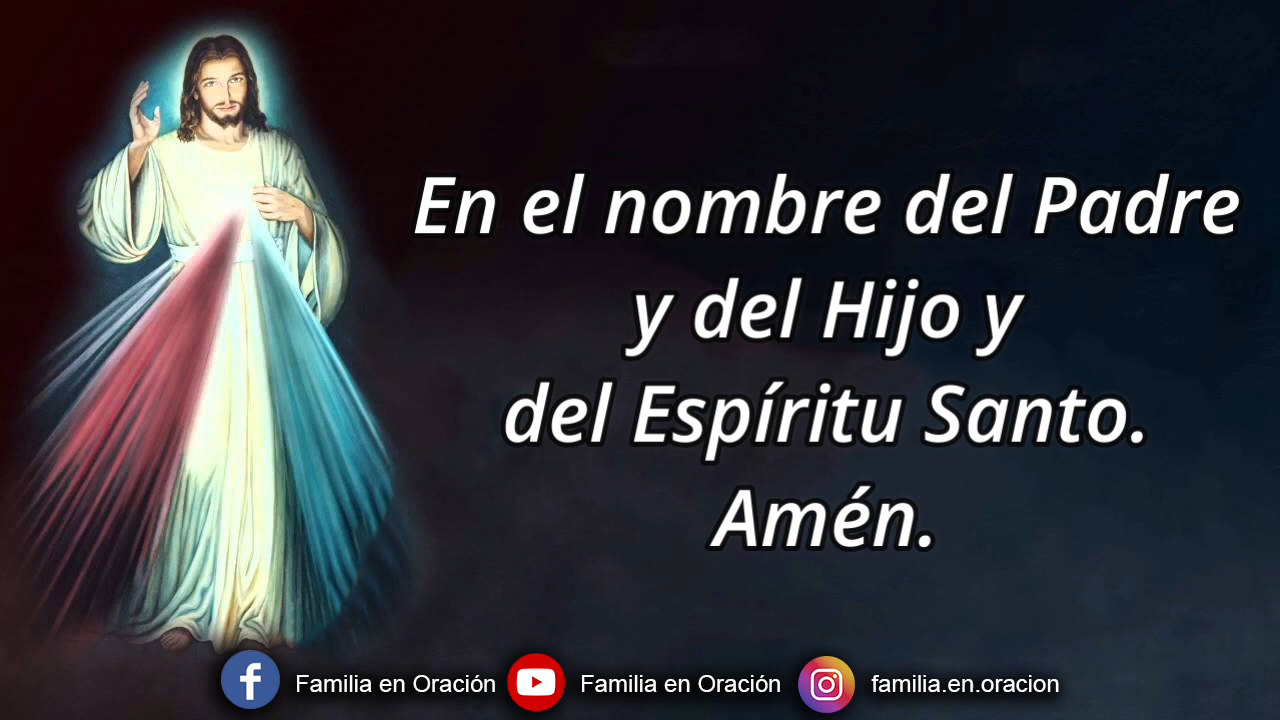 En el nombre del Padre
y del Hijo y
del Espíritu Santo.
Amén.
Familia en Oración Familia en Oración familia.en.oracion